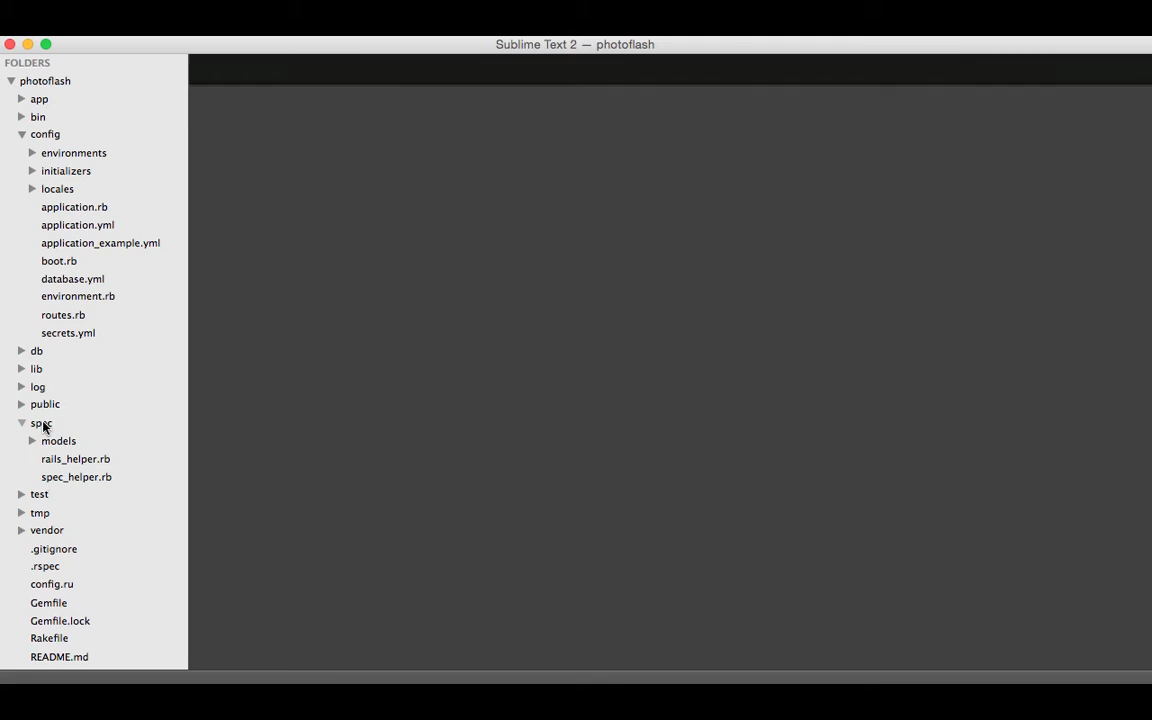 Sublime Text 2 — photoflash
FOLDERS
photoflash
app
bin
config
environments
initializers
locales
application.rb
application.yml
application_example.yml
boot.rb
database.yml
environment.rb
routes.rb
secrets.yml
db
lib
log
public
spec
models
rails_helper.rb
spec_helper.rb
test
tmp
vendor
.gitignore
.rspec
config.ru
Gemfile
Gemfile.lock
Rakefile
README.md